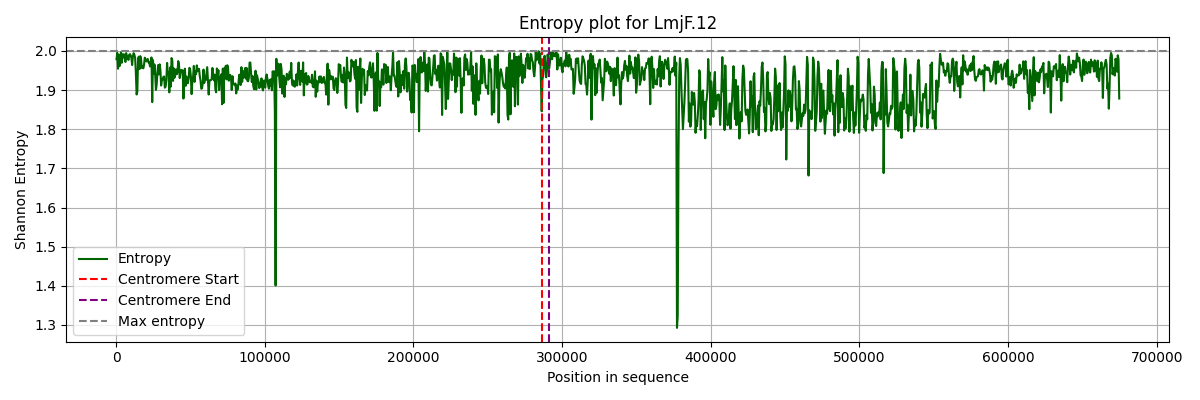 Entropy plot for LmjF.12
Shannon Entropy
2.0
1.9
1.8
1.7
1.6
1.5
1.4
1.3
Entropy
Centromere Start
Centromere End
Max entropy
0 100000 200000 300000 400000 500000 600000 700000
Position in sequence